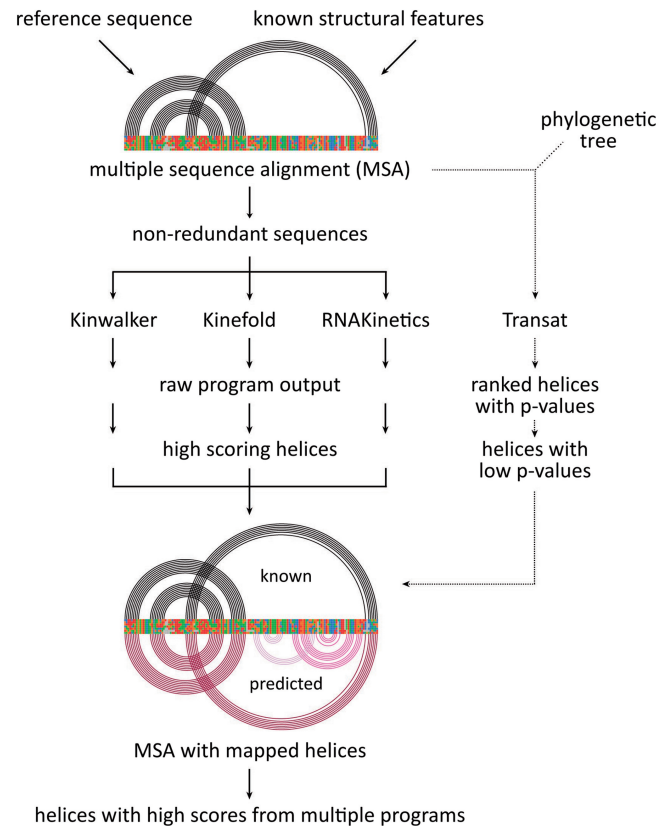 reference sequence
known structural features
phylogenetic
tree
multiple sequence alignment (MSA)
non-redundant sequences
Kinwalker
Kinefold
RNAKinetics
Transat
raw program output
ranked helices
with p-values
high scoring helices
helices with
low p-values
known
predicted
MSA with mapped helices
helices with high scores from multiple programs